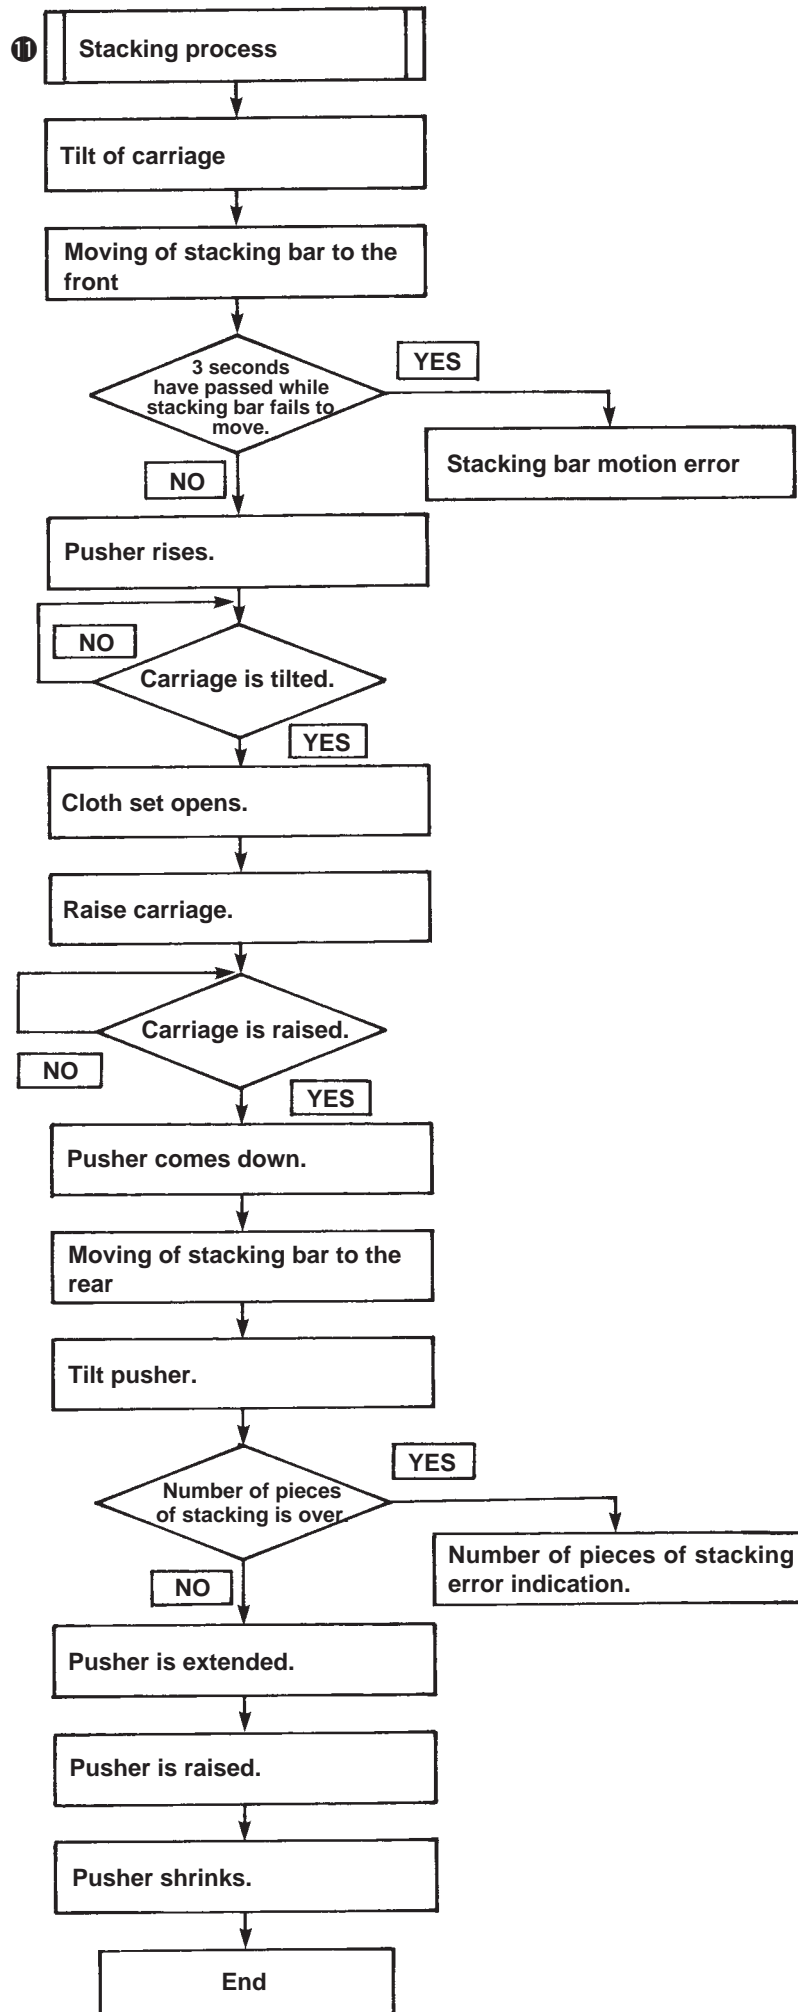 ⓫ Stacking process
Tilt of carriage
Moving of stacking bar to the
front
3 seconds
have passed while
stacking bar fails to
move.
YES
Stacking bar motion error
NO
Pusher rises.
NO
Carriage is tilted.
YES
Cloth set opens.
Raise carriage.
Carriage is raised.
NO
YES
Pusher comes down.
Moving of stacking bar to the
rear
Tilt pusher.
Number of pieces
of stacking is over.
YES
Number of pieces of stacking
error indication.
NO
Pusher is extended.
Pusher is raised.
Pusher shrinks.
End